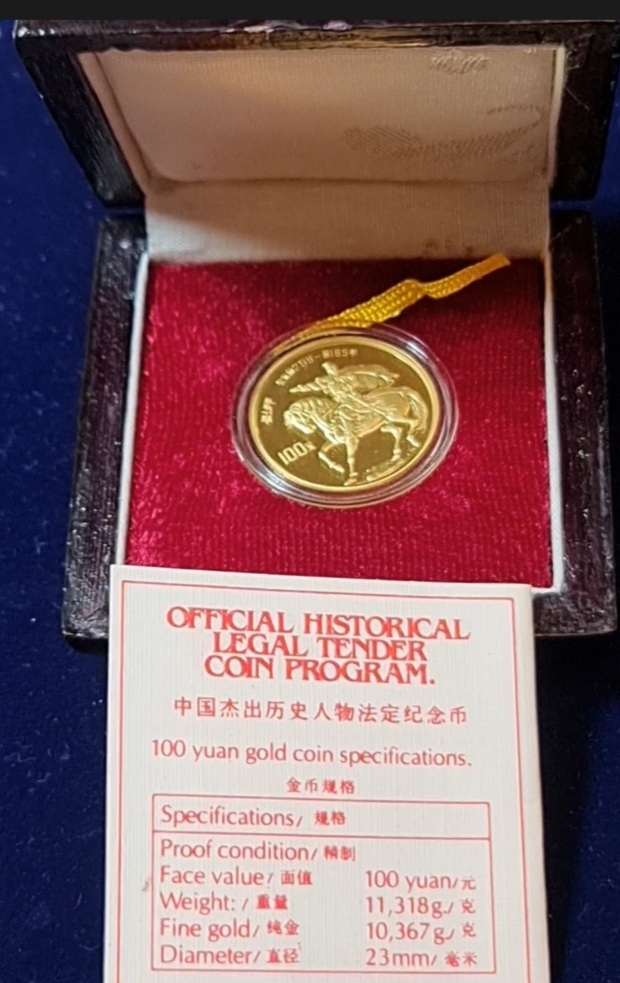 100元
OFFICIAL HISTORICAL
LEGAL TENDER
COIN PROGRAM.
中国杰出历史人物法定纪念币
100 yuan gold coin specifications.
金币规格
Specifications/ 规格
Proof condition/ 精制
Face value/ 面值 100 yuan/元
Weight: / 重量 11,318g./ 克
Fine gold/ 纯金 10,367g./ 克
Diameter/ 直径 23mm/ 毫米